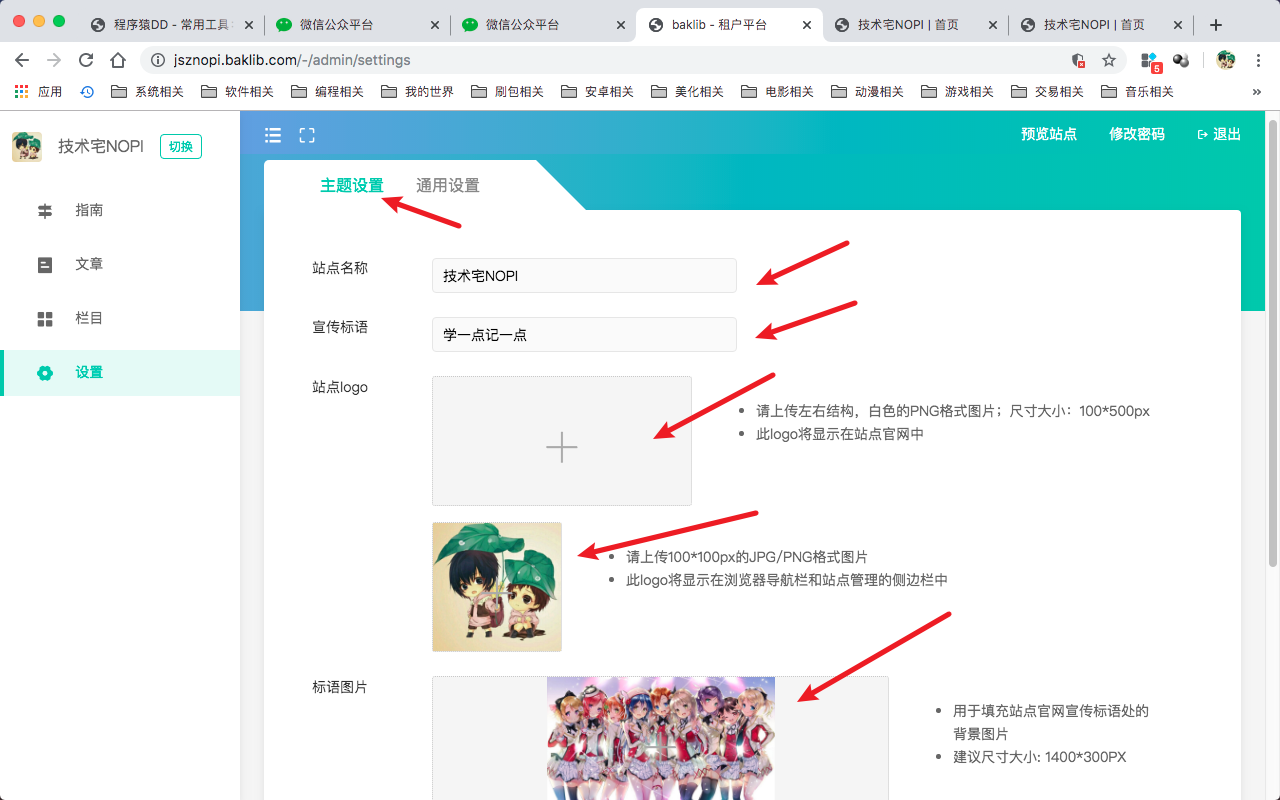 程序猿DD - 常用工具
微信公众平台
微信公众平台
baklib - 租户平台
技术宅NOPI | 首页
技术宅NOPI | 首页
jsznopi.baklib.com/-/admin/settings
5
应用
系统相关
软件相关
编程相关
我的世界
刷包相关
安卓相关
美化相关
电影相关
动漫相关
游戏相关
交易相关
音乐相关
»
技术宅NOPI
切换
预览站点
修改密码
退出
主题设置
通用设置
指南
文章
栏目
设置
站点名称
技术宅NOPI
宣传标语
学一点记一点
站点logo
请上传左右结构，白色的PNG格式图片；尺寸大小：100*500px
此logo将显示在站点官网中
请上传100*100px的JPG/PNG格式图片
此logo将显示在浏览器导航栏和站点管理的侧边栏中
标语图片
用于填充站点官网宣传标语处的
背景图片
建议尺寸大小: 1400*300PX